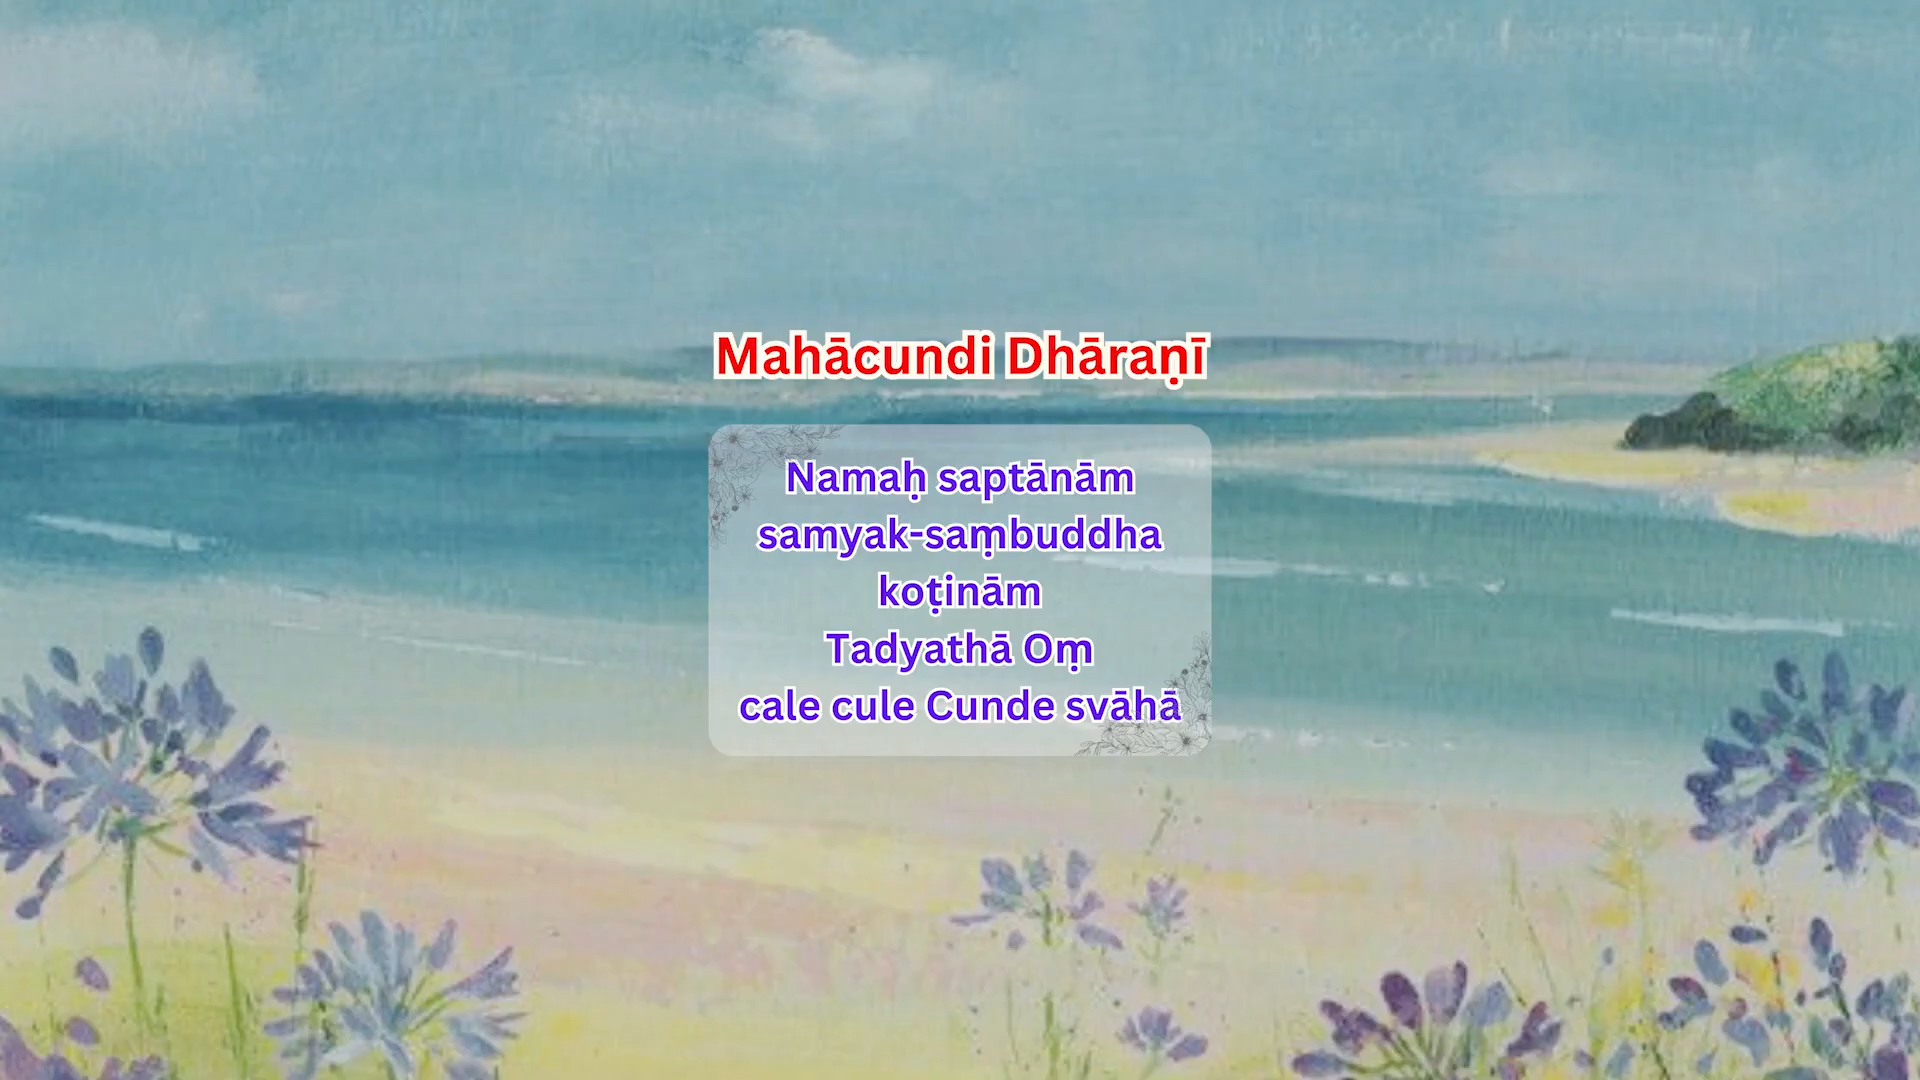 Mahācundi Dhāraṇī
Namaḥ saptānām
samyak-saṃbuddha
koṭinām
Tadyathā Oṃ
cale cule Cunde svāhā